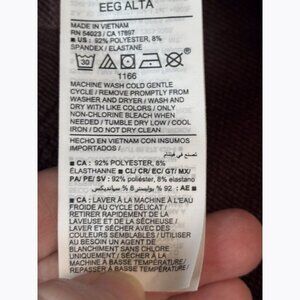 EEG ALTA
MADE IN VIETNAM
RN 54023 / CA 17897
■ US : 92% POLYESTER, 8%
SPANDEX / ELASTANE
30
1166
MACHINE WASH COLD GENTLE
CYCLE / REMOVE PROMPTLY FROM
WASHER AND DRYER / WASH AND
DRY WITH LIKE COLORS / ONLY
NON-CHLORINE BLEACH WHEN
NEEDED / TUMBLE DRY LOW / COOL
IRON / DO NOT DRY CLEAN
HECHO EN VIETNAM CON INSUMOS
IMPORTADOS /
صنع في فيتنام
■ CA : POLYESTER 92%, 8%
ELASTHANNE ■ CL/ CR/ EC/ GT/ MX/
PA/ PE/ SV : 92% poliéster, 8% elastano
■ AE : 92 % بوليستر 8 %
■ CA : LAVER À LA MACHINE À L'EAU
FROIDE AU CYCLE DÉLICAT /
RETIRER RAPIDEMENT DE LA
LAVEUSE ET DE LA SÉCHEUSE /
LAVER ET SÉCHER AVEC DES
COULEURS SEMBLABLES / UTILISER
AU BESOIN UN AGENT DE
BLANCHIMENT SANS CHLORE
UNIQUEMENT / SÉCHER À LA
MACHINE À BASSE TEMPÉRATURE /
REPASSER À BASSE TEMPÉRATURE /